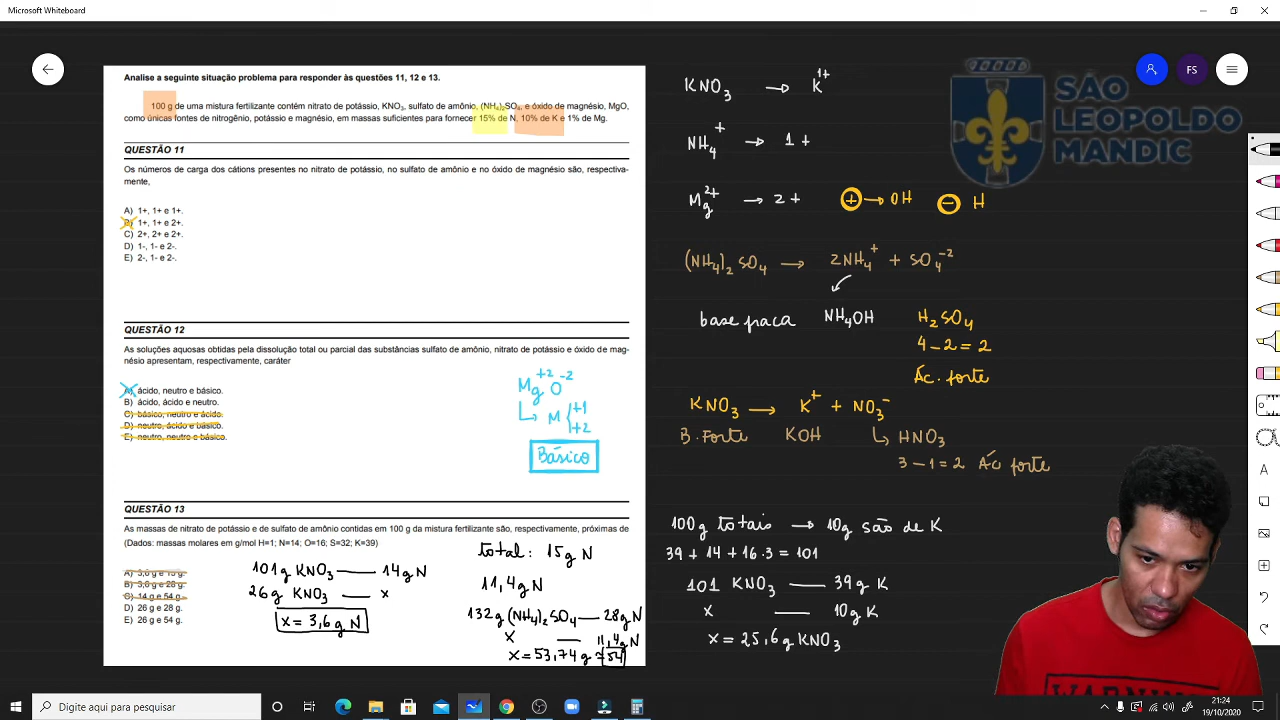 Microsoft Whiteboard
FS
Analise a seguinte situação problema para responder às questões 11, 12 e 13.
100 g de uma mistura fertilizante contém nitrato de potássio, KNO3, sulfato de amônio, (NH4)2SO4, e óxido de magnésio, MgO,
como únicas fontes de nitrogênio, potássio e magnésio, em massas suficientes para fornecer 15% de N, 10% de K e 1% de Mg.
QUESTÃO 11
Os números de carga dos cátions presentes no nitrato de potássio, no sulfato de amônio e no óxido de magnésio são, respectiva-
mente,
A) 1+, 1+ e 1+.
B) 1+, 1+ e 2+.
C) 2+, 2+ e 2+.
D) 1-, 1- e 2-.
E) 2-, 1- e 2-.
QUESTÃO 12
As soluções aquosas obtidas pela dissolução total ou parcial das substâncias sulfato de amônio, nitrato de potássio e óxido de mag-
nésio apresentam, respectivamente, caráter
A) ácido, neutro e básico.
B) ácido, ácido e neutro.
C) básico, neutro e ácido.
D) neutro, ácido e básico.
E) neutro, neutro e básico.
Mg+2 O-2
↳ M { +1
+2
Básico
QUESTÃO 13
As massas de nitrato de potássio e de sulfato de amônio contidas em 100 g da mistura fertilizante são, respectivamente, próximas de
(Dados: massas molares em g/mol H=1; N=14; O=16; S=32; K=39)
A) 3,6 g e 15 g.
B) 3,6 g e 28 g.
C) 14 g e 54 g.
D) 26 g e 28 g.
E) 26 g e 54 g.
101 g KNO3 —— 14 g N
26 g KNO3 —— x
x = 3,6 g N
total: 15 g N
11,4 g N
132 g (NH4)2SO4 —— 28 g N
x —— 11,4 g N
x = 53,74 g ≈ 54
KNO3 → K1+
NH4+ → 1+
Mg2+ → 2+ ⊕ → OH ⊖ H
(NH4)2 SO4 → 2NH4+ + SO4-2
base fraca NH4OH H2SO4
4 - 2 = 2
Ác. forte
KNO3 → K+ + NO3-
B. Forte KOH ↳ HNO3
3 - 1 = 2 Ác forte
100 g totais → 10 g são de K
39 + 14 + 16·3 = 101
101 KNO3 —— 39 g K
x —— 10 g K
x = 25,6 g KNO3
SÃO
LEOPOLDO
MANDIC
WARNING
Digite aqui para pesquisar
21:24
19/10/2020